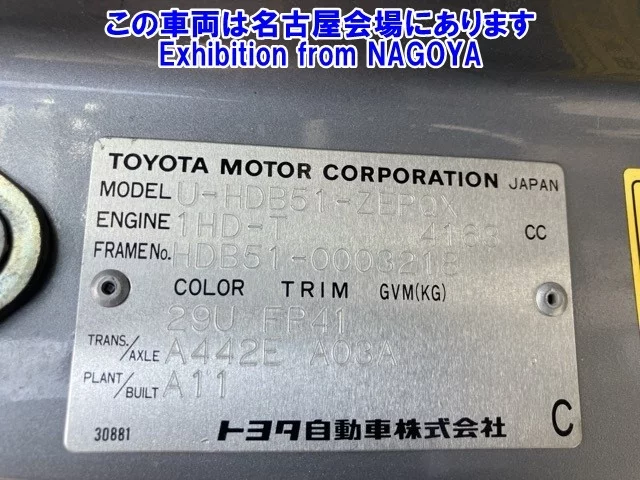 この車両は名古屋会場にあります
Exhibition from NAGOYA
TOYOTA MOTOR CORPORATION JAPAN
MODEL U-HDB51-ZEPQX
ENGINE 1HD-T 4163 CC
FRAME No. HDB51-0003218
COLOR TRIM GVM(KG)
29U FP41
TRANS./AXLE A442E A03A
PLANT/BUILT A11
30881 トヨタ自動車株式会社 C